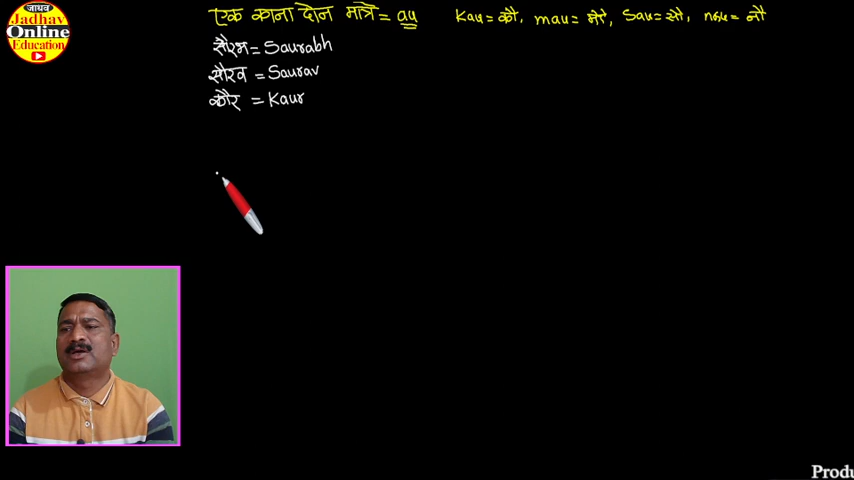 जाधव
Jadhav
Online
Education
एक काना दोन मात्रे = au Kau = कौ, mau = मौ, Sau = सौ, nau = नौ
सौरभ = Saurabh
सौरव = Saurav
कौर = Kaur
Produ